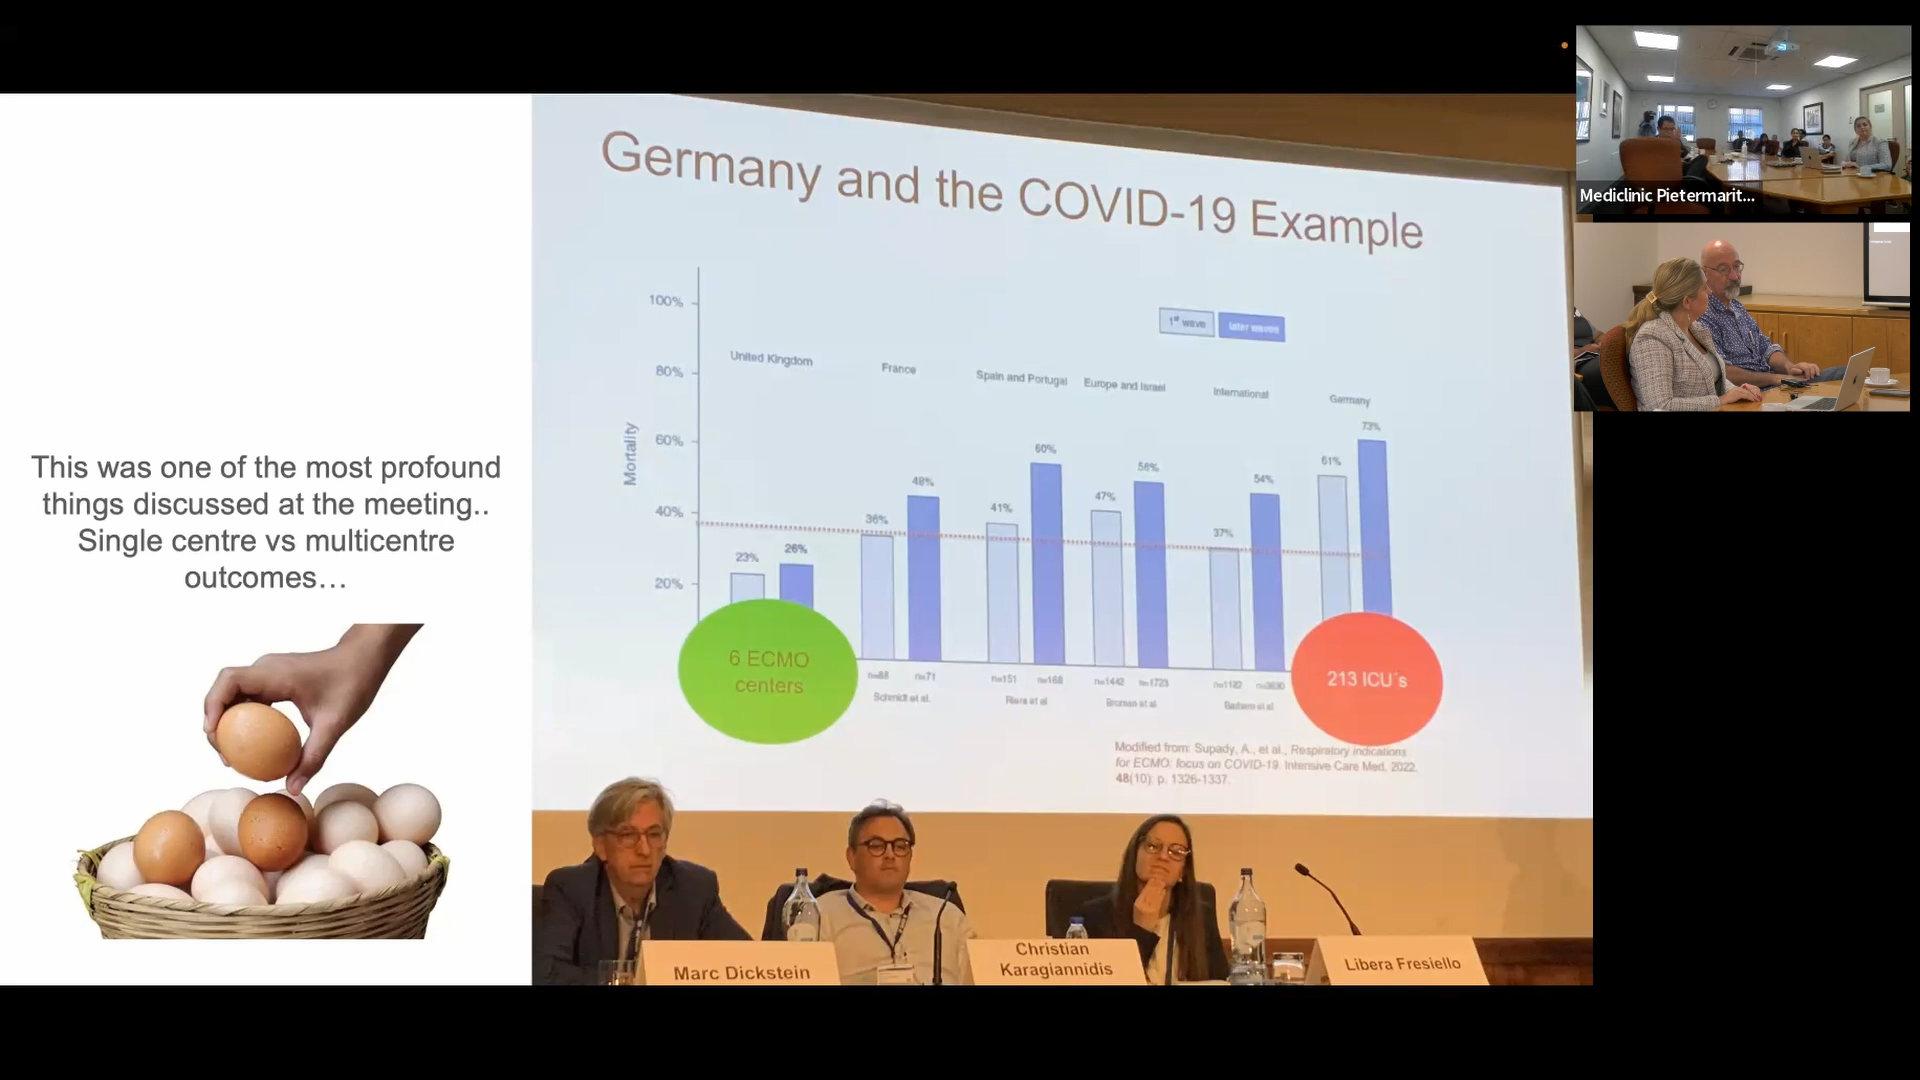 This was one of the most profound
things discussed at the meeting..
Single centre vs multicentre
outcomes…
Germany and the COVID-19 Example
Mortality
100%
80%
60%
40%
20%
1st wave
later waves
United Kingdom
France
Spain and Portugal
Europe and Israel
International
Germany
23%
26%
36%
48%
41%
60%
47%
56%
37%
54%
61%
73%
6 ECMO
centers
213 ICU´s
n=88
n=71
n=151
n=168
n=1442
n=1723
n=1182
Schmidt et al.
Riera et al.
Broman et al.
Barbaro et al.
Modified from: Supady, A., et al., Respiratory indications
for ECMO: focus on COVID-19. Intensive Care Med, 2022.
48(10): p. 1326-1337.
Marc Dickstein
Christian
Karagiannidis
Libera Fresiello
Mediclinic Pietermarit...